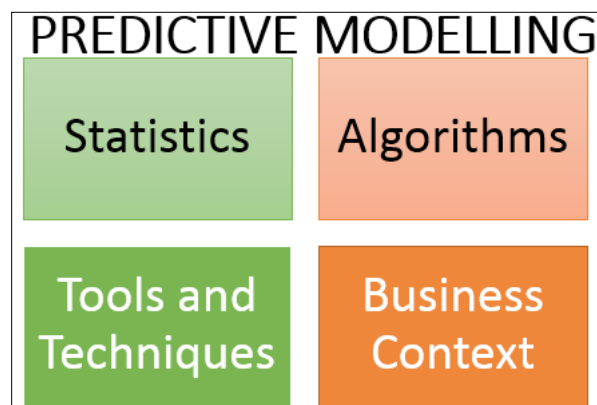 PREDICTIVE MODELLING
Statistics
Algorithms
Tools and
Techniques
Business
Context